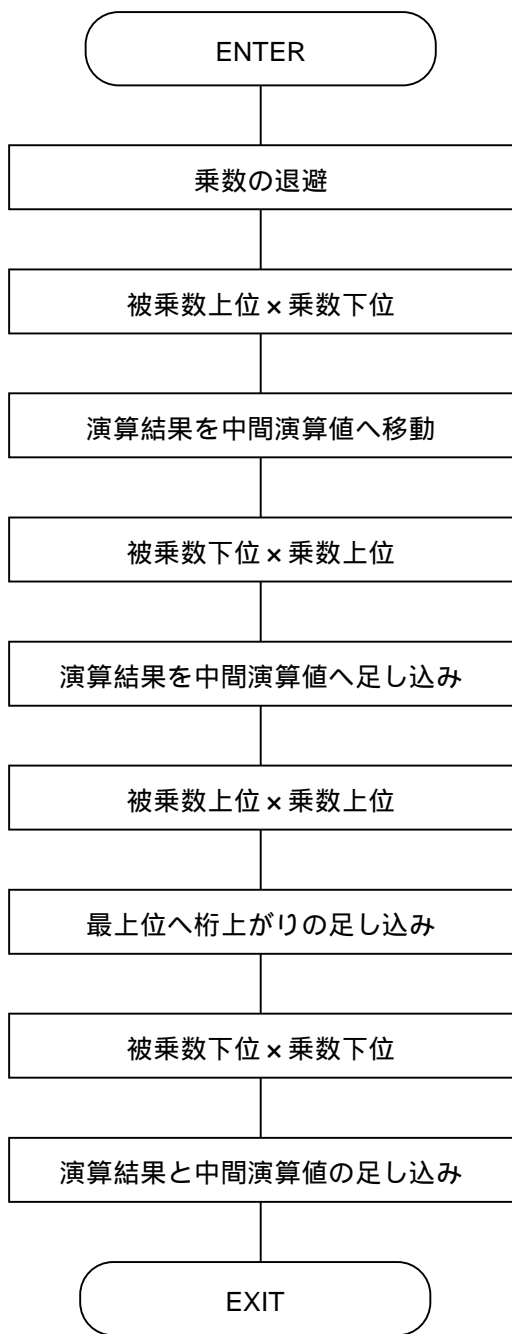 ENTER
乗数の退避
被乗数上位×乗数下位
演算結果を中間演算値へ移動
被乗数下位×乗数上位
演算結果を中間演算値へ足し込み
被乗数上位×乗数上位
最上位へ桁上がりの足し込み
被乗数下位×乗数下位
演算結果と中間演算値の足し込み
EXIT